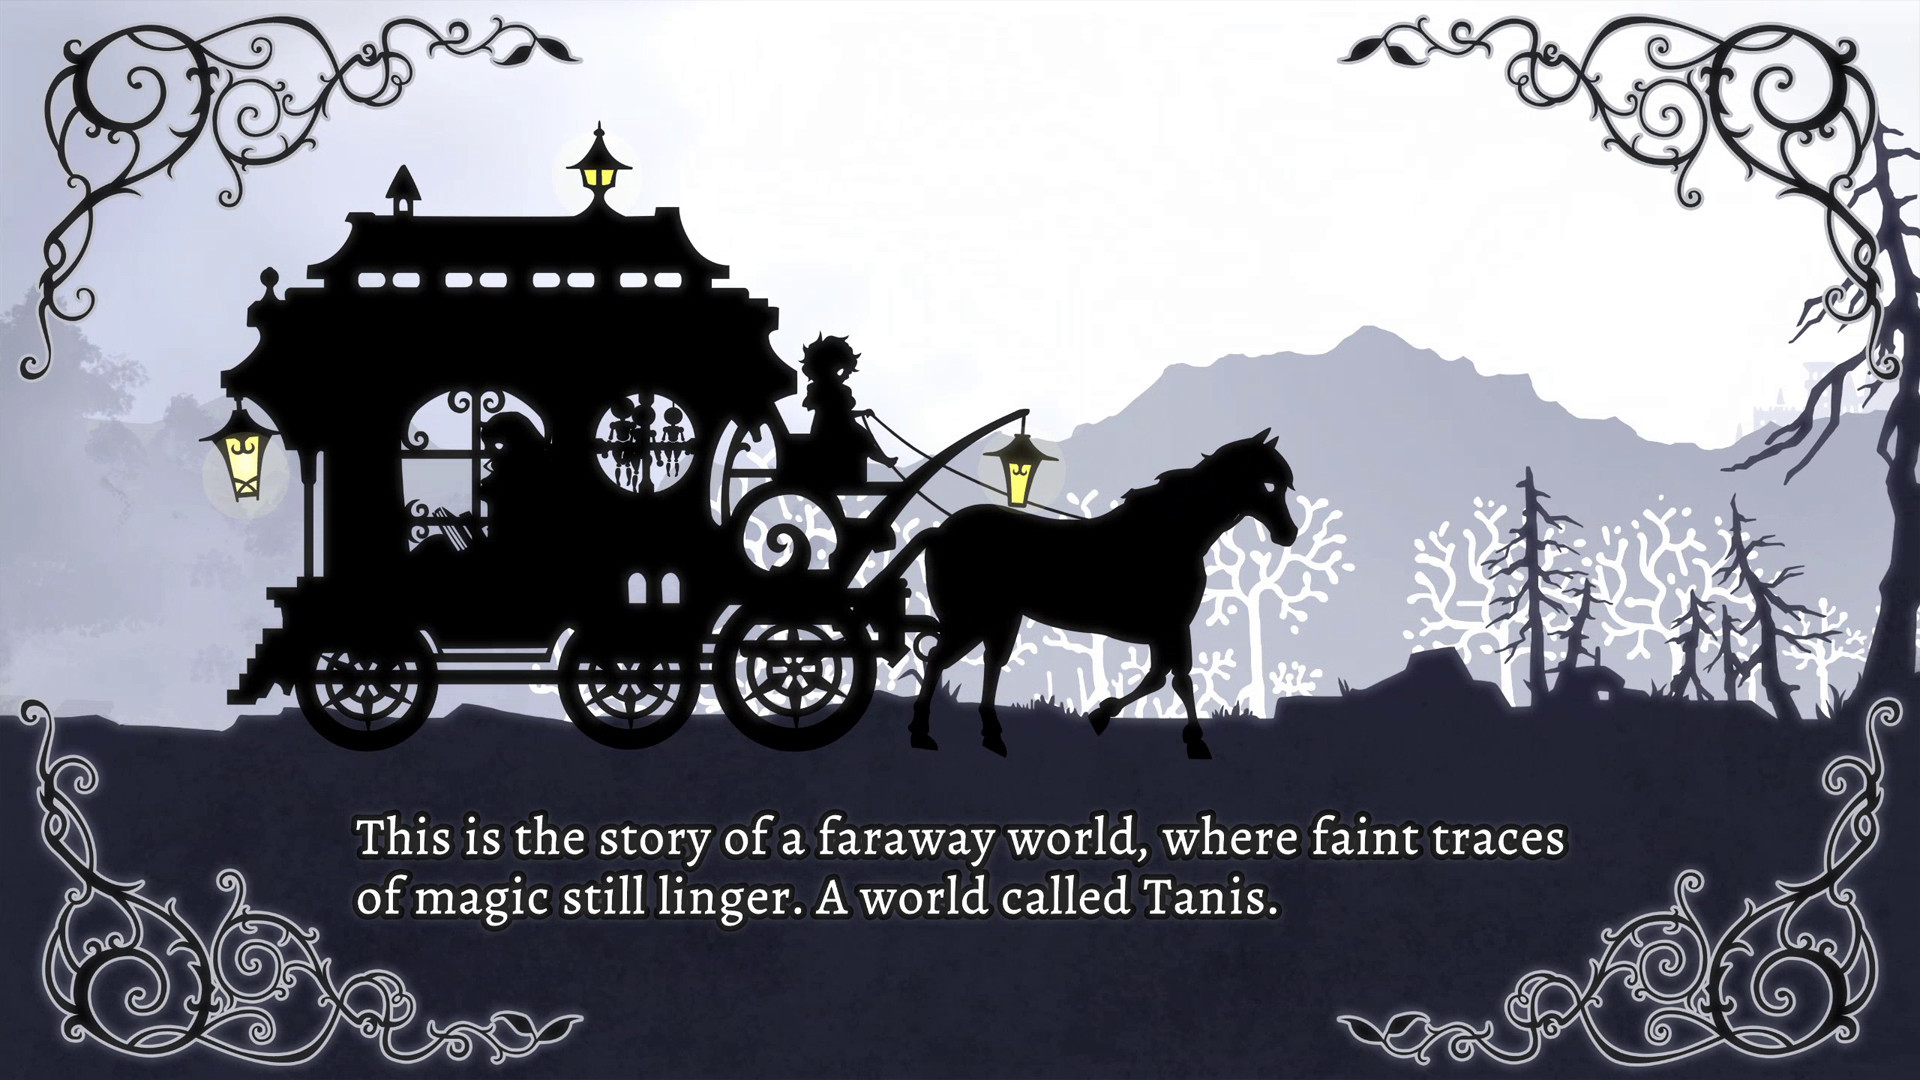 This is the story of a faraway world, where faint traces
of magic still linger. A world called Tanis.